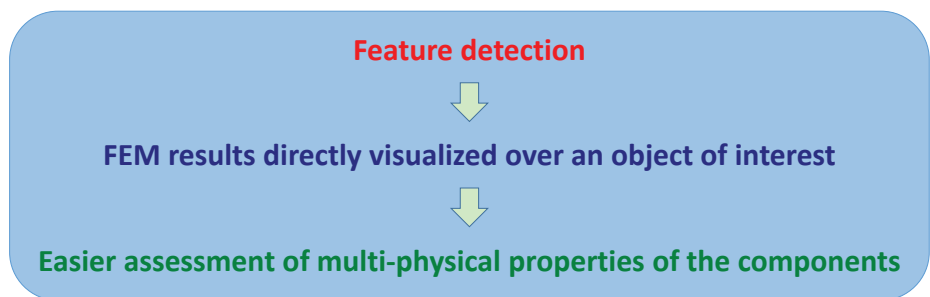 Feature detection
FEM results directly visualized over an object of interest
Easier assessment of multi-physical properties of the components